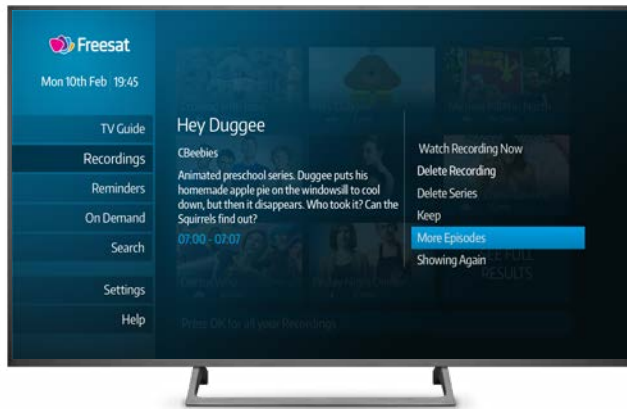 Freesat
Mon 10th Feb 19:45
TV Guide
Recordings
Reminders
On Demand
Search
Settings
Help
Hey Duggee
CBeebies
Animated preschool series. Duggee puts his
homemade apple pie on the windowsill to cool
down, but then it disappears. Who took it? Can the
Squirrels find out?
07:00 - 07:07
Watch Recording Now
Delete Recording
Delete Series
Keep
More Episodes
Showing Again
FULL
RESULTS
Press OK for all your Recordings